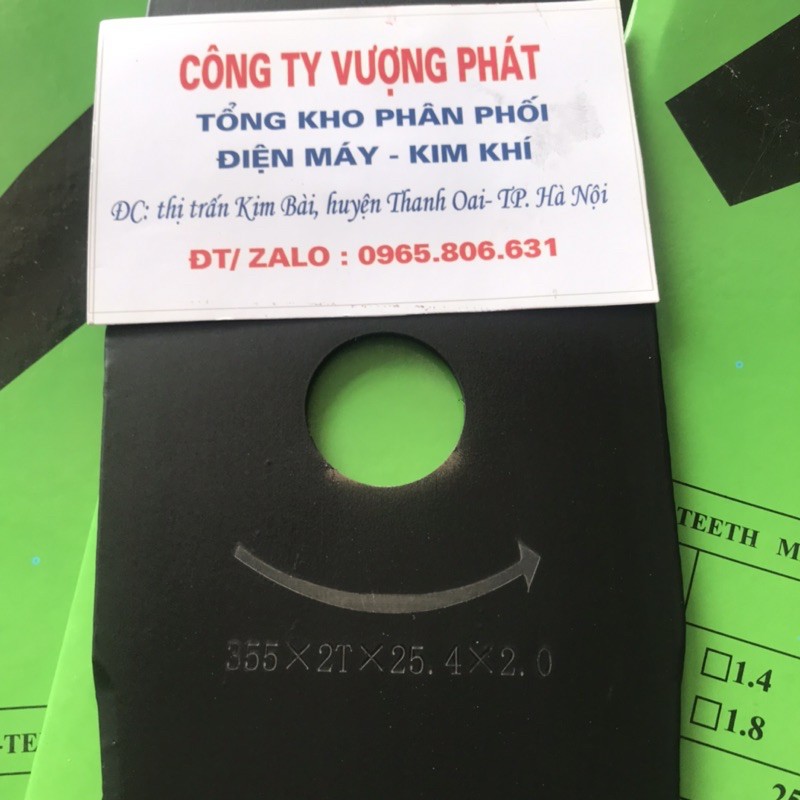 CÔNG TY VƯỢNG PHÁT
TỔNG KHO PHÂN PHỐI
ĐIỆN MÁY - KIM KHÍ
ĐC: thị trấn Kim Bài, huyện Thanh Oai- TP. Hà Nội
ĐT/ ZALO : 0965.806.631
355×2T×25.4×2.0
TEETH M
1.4
1.8
-TE
25